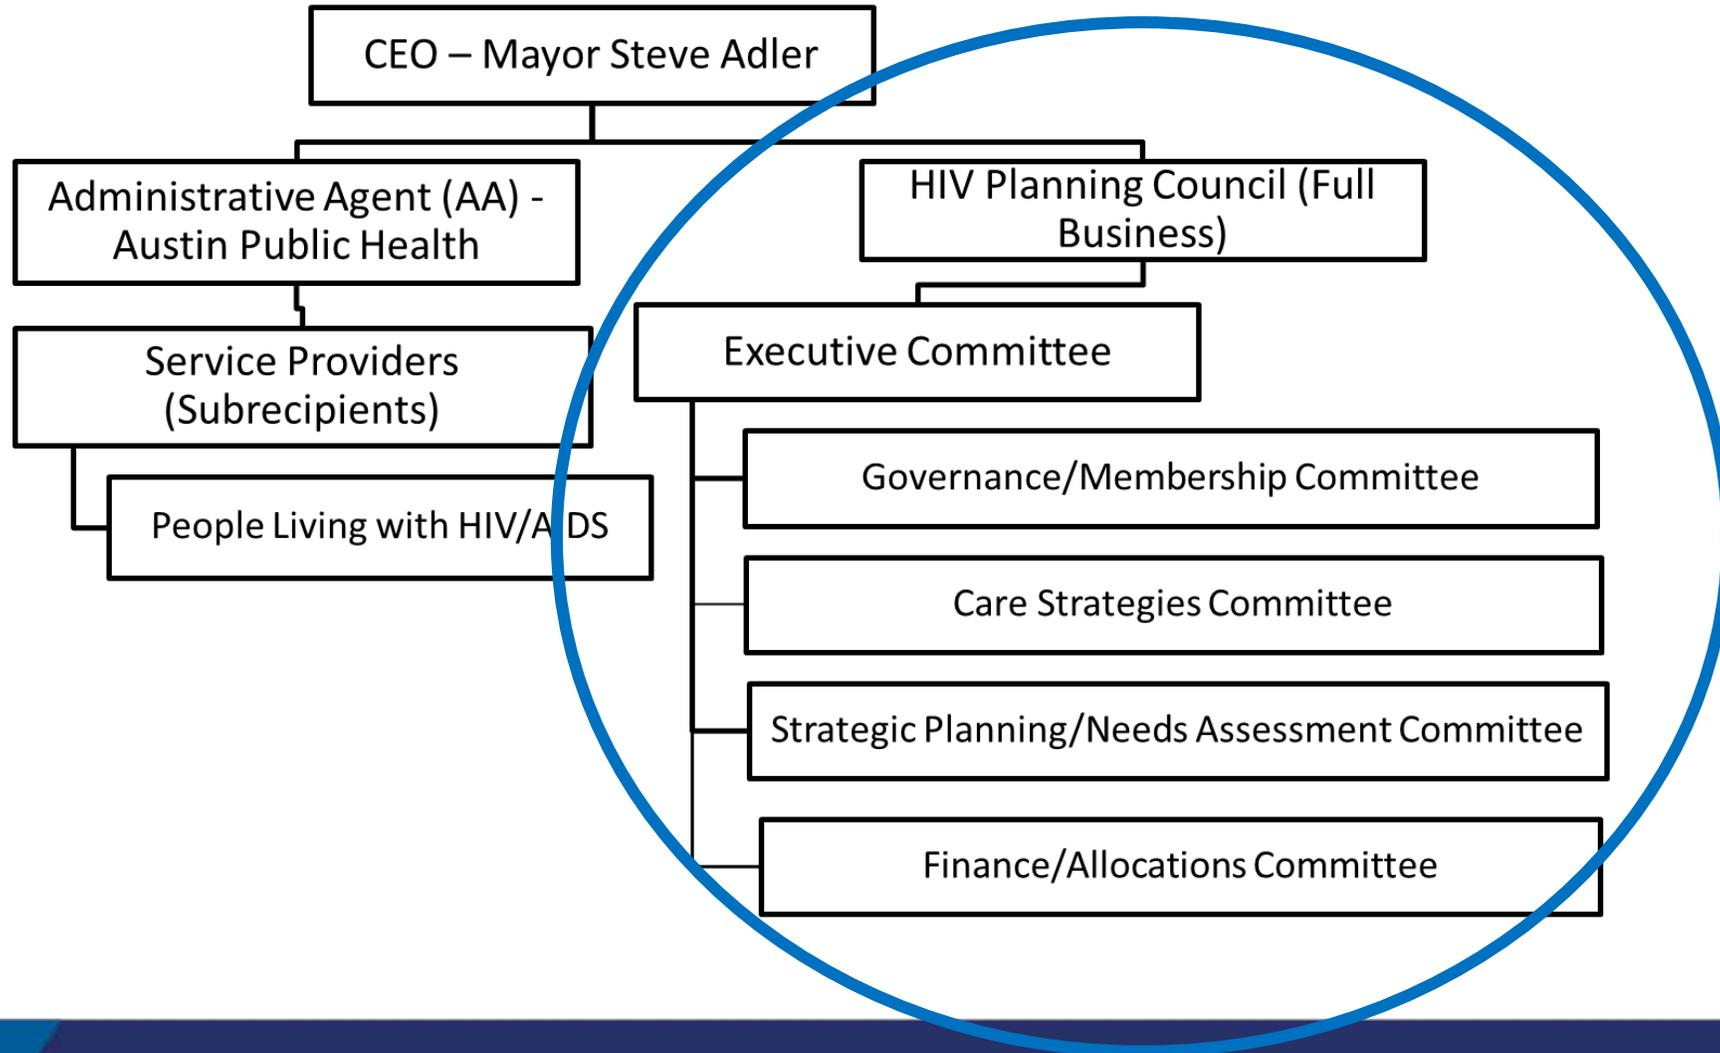 CEO – Mayor Steve Adler
Administrative Agent (AA) -
Austin Public Health
HIV Planning Council (Full
Business)
Service Providers
(Subrecipients)
Executive Committee
People Living with HIV/AIDS
Governance/Membership Committee
Care Strategies Committee
Strategic Planning/Needs Assessment Committee
Finance/Allocations Committee